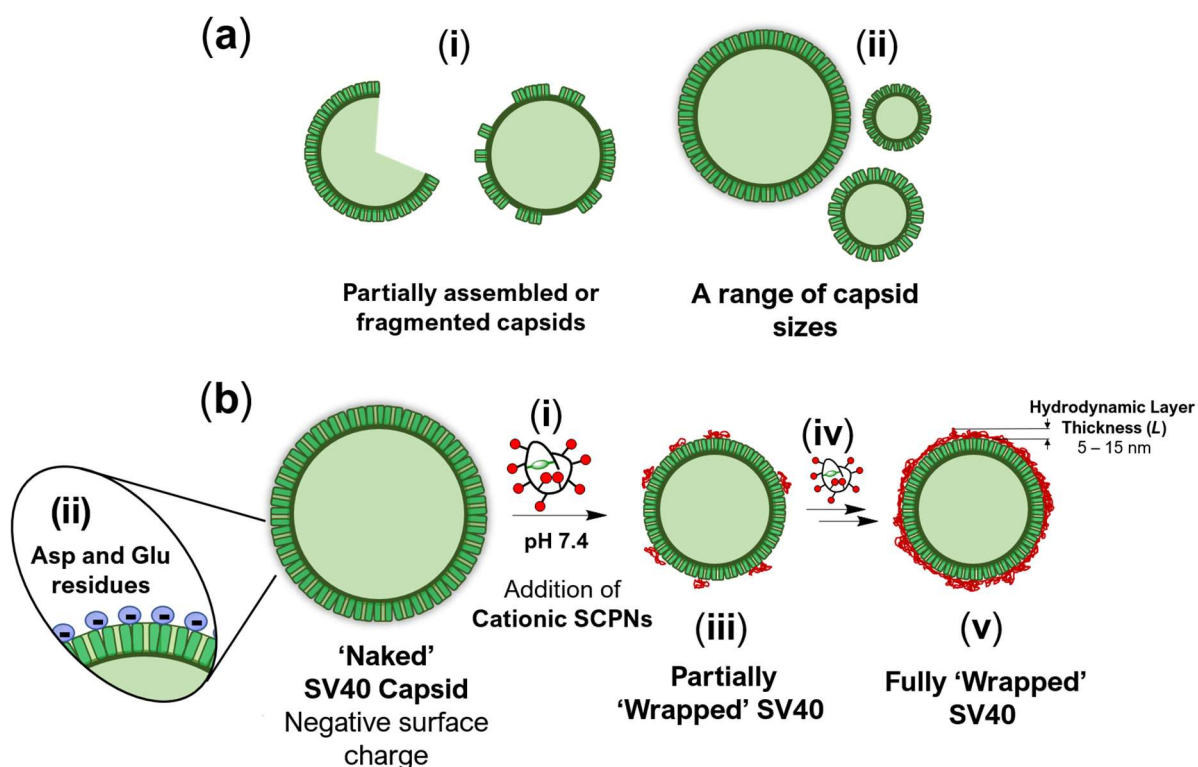 (a)
(i)
(ii)
Partially assembled or
fragmented capsids
A range of capsid
sizes
(b)
(i)
(iv)
Hydrodynamic Layer
Thickness (L)
5 – 15 nm
(ii)
Asp and Glu
residues
pH 7.4
Addition of
Cationic SCPNs
‘Naked’
SV40 Capsid
Negative surface
charge
(iii)
Partially
‘Wrapped’ SV40
(v)
Fully ‘Wrapped’
SV40